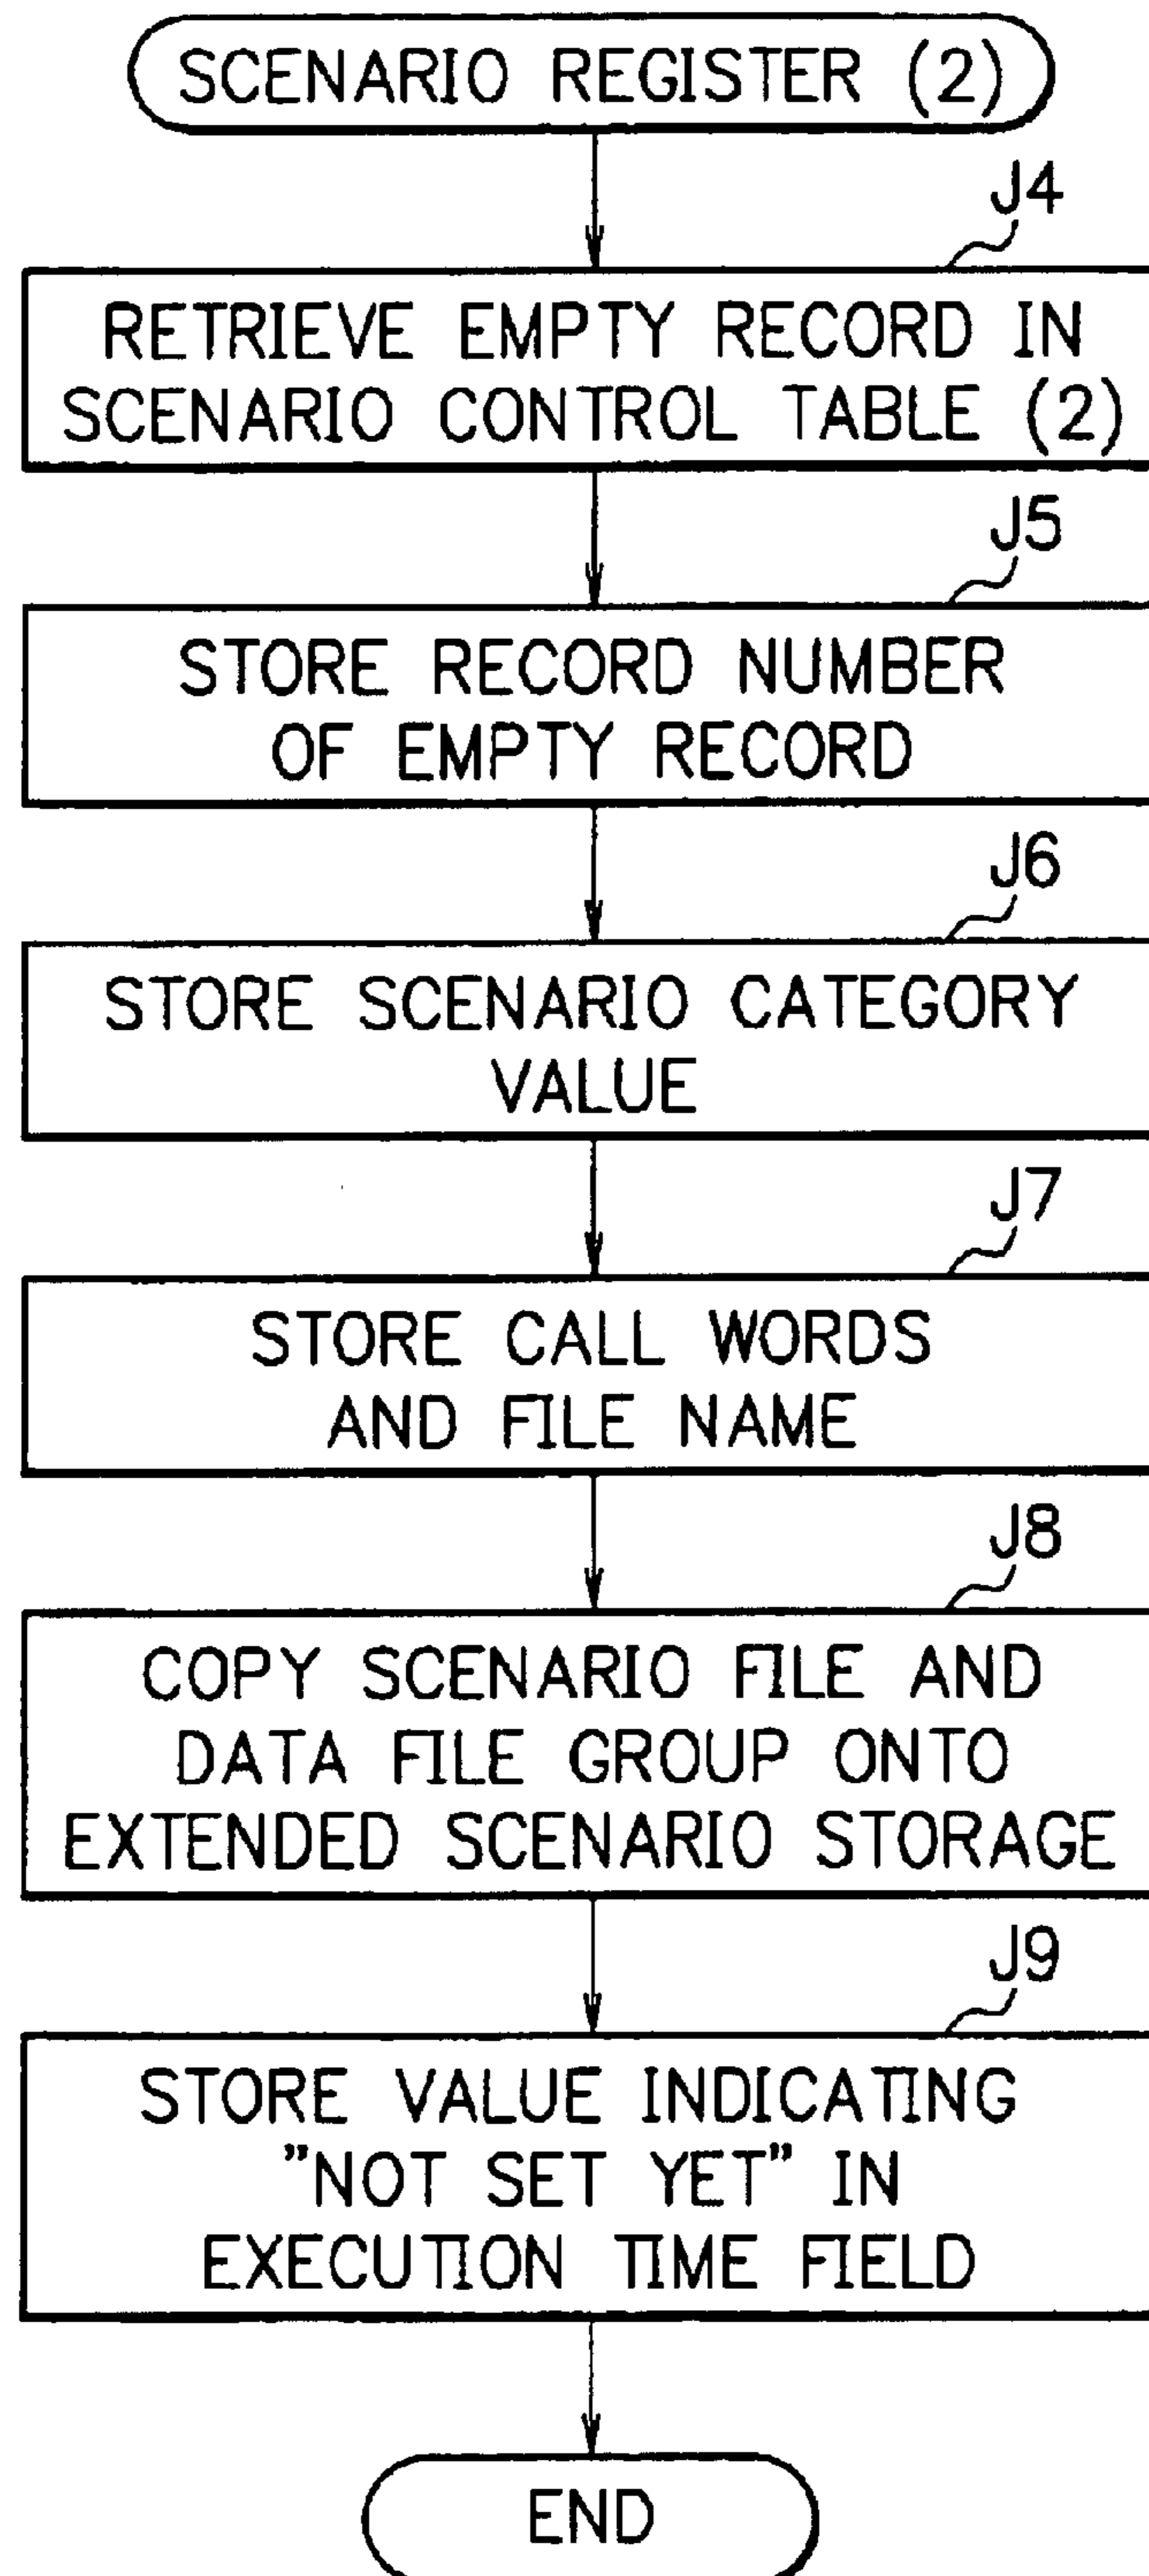 SCENARIO REGISTER (2)
J4
RETRIEVE EMPTY RECORD IN
SCENARIO CONTROL TABLE (2)
J5
STORE RECORD NUMBER
OF EMPTY RECORD
J6
STORE SCENARIO CATEGORY
VALUE
J7
STORE CALL WORDS
AND FILE NAME
J8
COPY SCENARIO FILE AND
DATA FILE GROUP ONTO
EXTENDED SCENARIO STORAGE
J9
STORE VALUE INDICATING
"NOT SET YET" IN
EXECUTION TIME FIELD
END